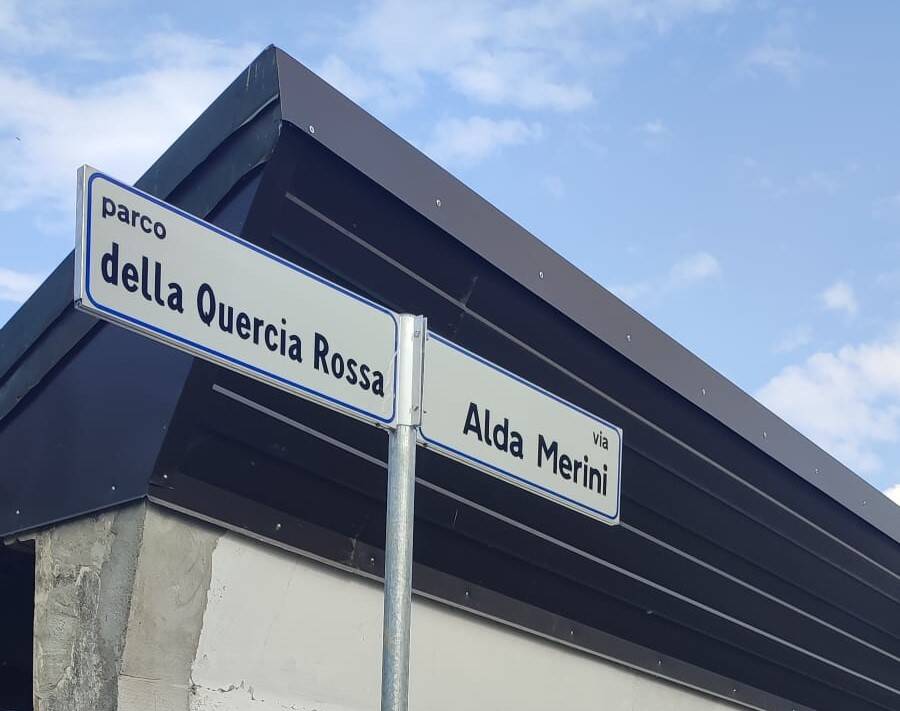 parco
della Quercia Rossa
via
Alda Merini